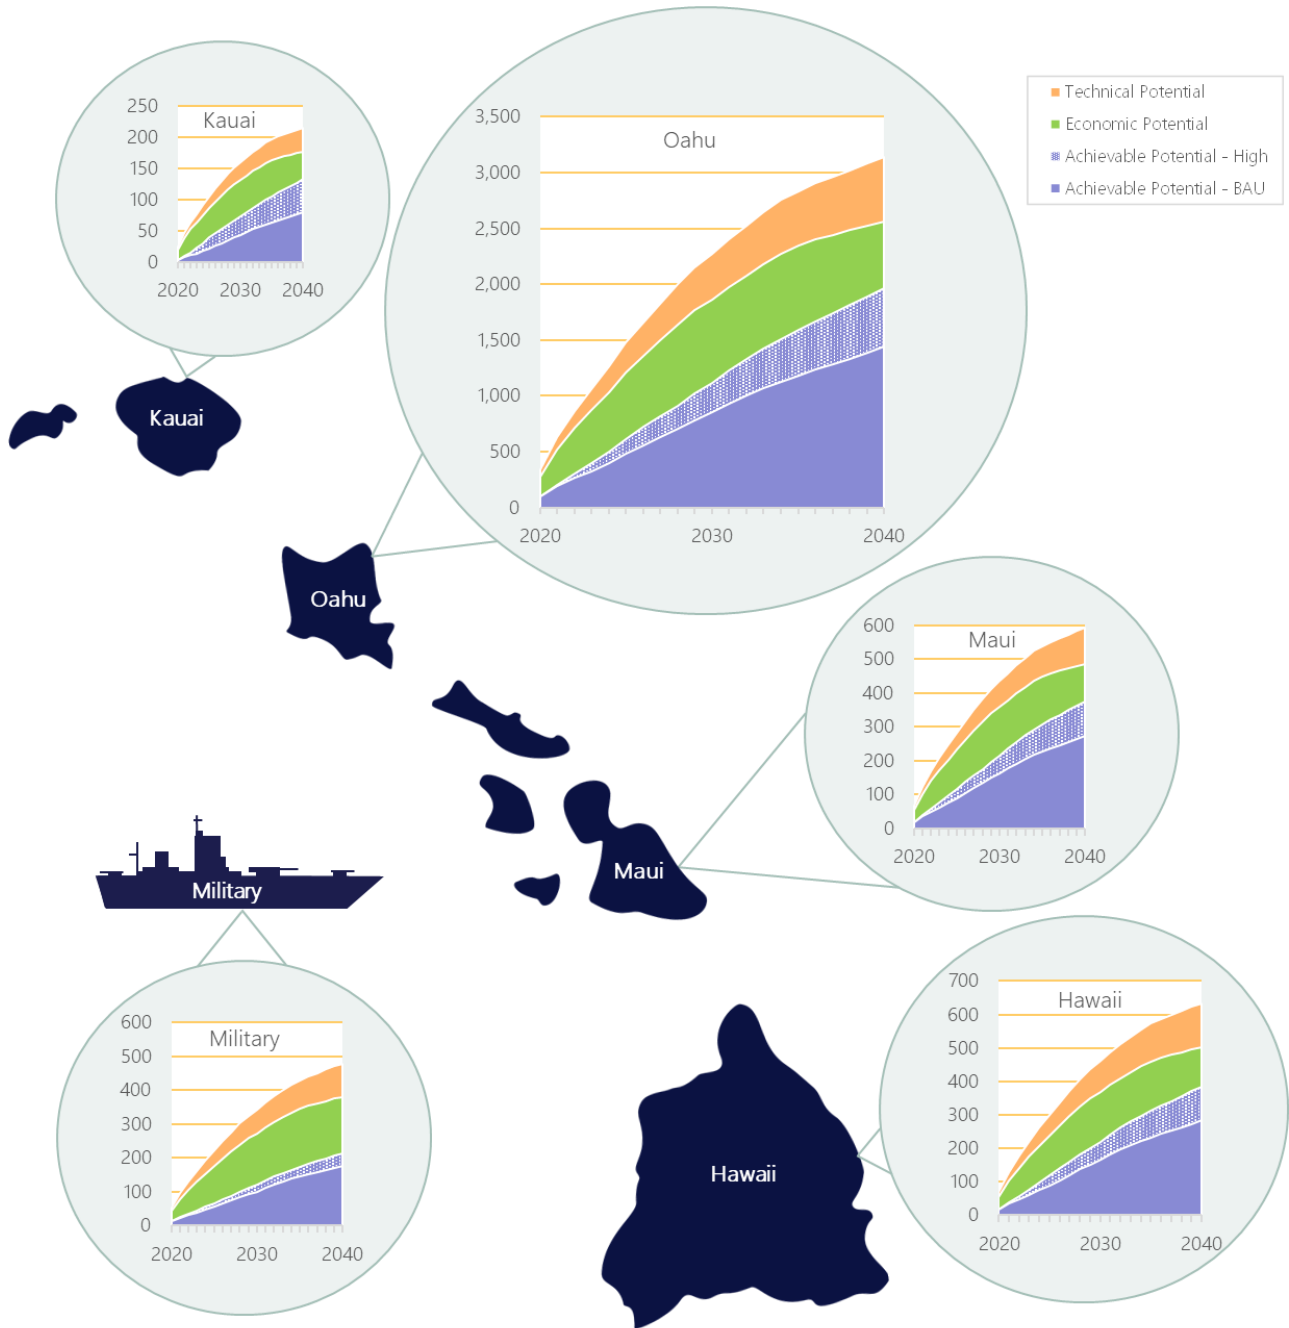 Technical Potential
Economic Potential
Achievable Potential - High
Achievable Potential - BAU
Kauai
250
200
150
100
50
0
2020 2030 2040
Oahu
3,500
3,000
2,500
2,000
1,500
1,000
500
0
2020 2030 2040
Kauai
Oahu
Maui
600
500
400
300
200
100
0
2020 2030 2040
Maui
Military
Military
600
500
400
300
200
100
0
2020 2030 2040
Hawaii
Hawaii
700
600
500
400
300
200
100
0
2020 2030 2040